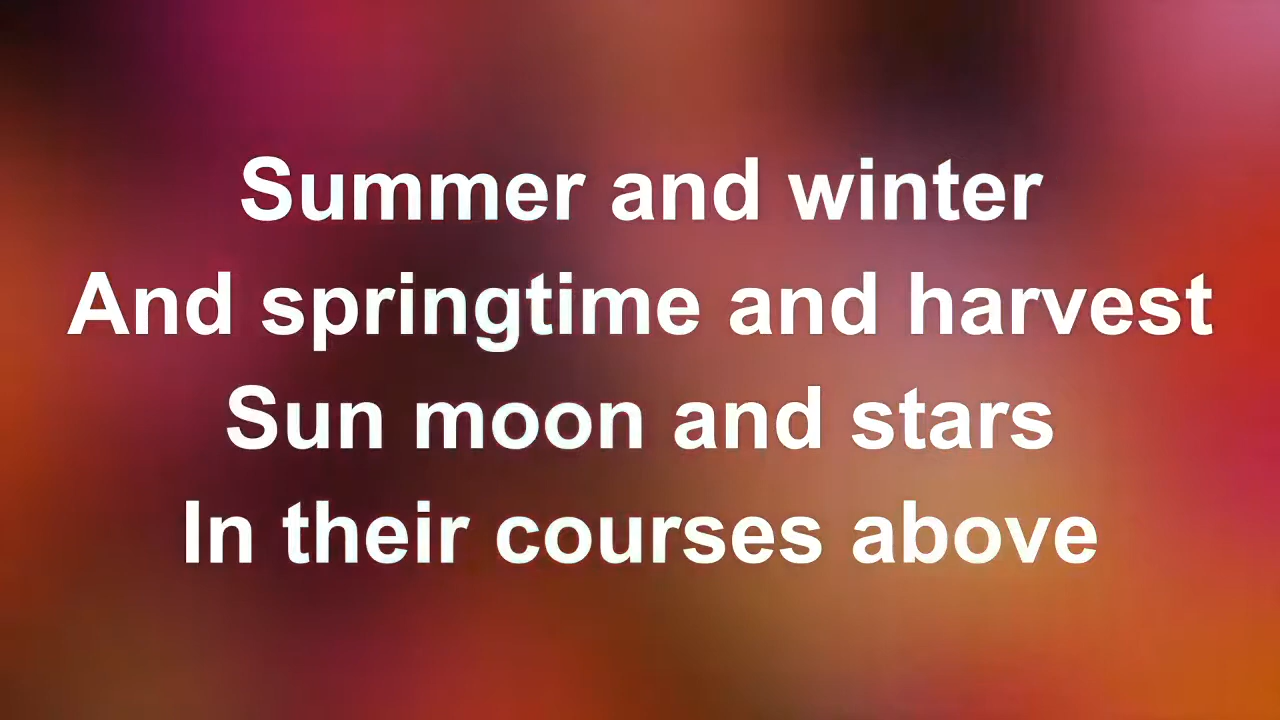 Summer and winter
And springtime and harvest
Sun moon and stars
In their courses above